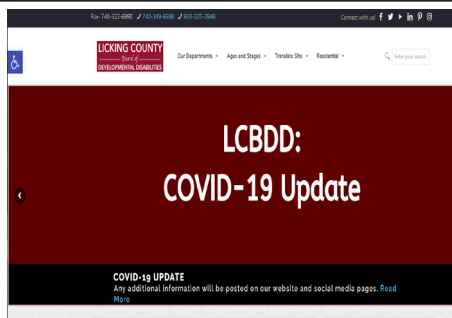 Fax- 740-322-6990 740-349-6588 800-325-2848 Connect with us!
LICKING COUNTY
Board of
DEVELOPMENTAL DISABILITIES
Our Departments Ages and Stages Translate Site Residential Enter your search
LCBDD:
COVID-19 Update
COVID-19 UPDATE
Any additional information will be posted on our website and social media pages. Read
More